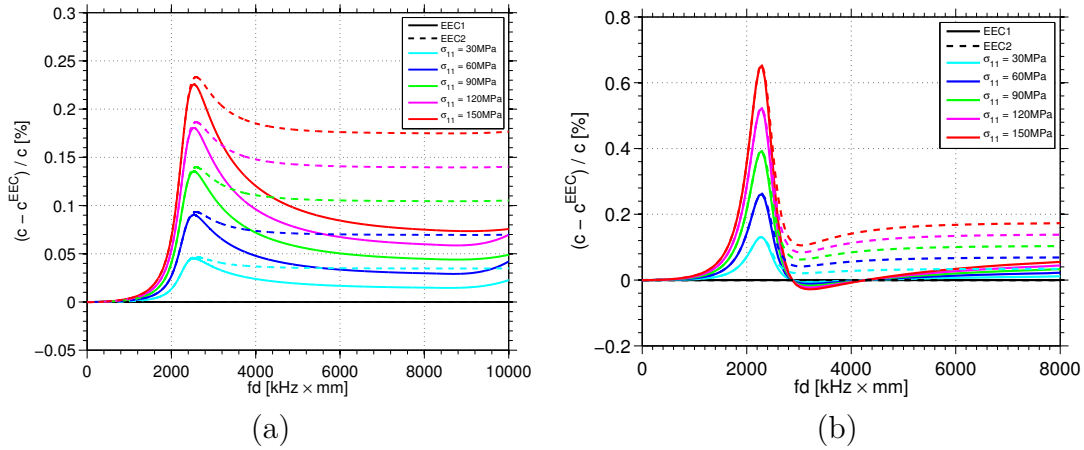 0.3
0.25
0.2
0.15
0.1
0.05
0
−0.05
(c − c^EEC) / c [%]
0 2000 4000 6000 8000 10000
fd [kHz × mm]
EEC1
EEC2
σ₁₁ = 30MPa
σ₁₁ = 60MPa
σ₁₁ = 90MPa
σ₁₁ = 120MPa
σ₁₁ = 150MPa
(a)
0.8
0.6
0.4
0.2
0
−0.2
(c − c^EEC) / c [%]
0 2000 4000 6000 8000
fd [kHz × mm]
EEC1
EEC2
σ₁₁ = 30MPa
σ₁₁ = 60MPa
σ₁₁ = 90MPa
σ₁₁ = 120MPa
σ₁₁ = 150MPa
(b)